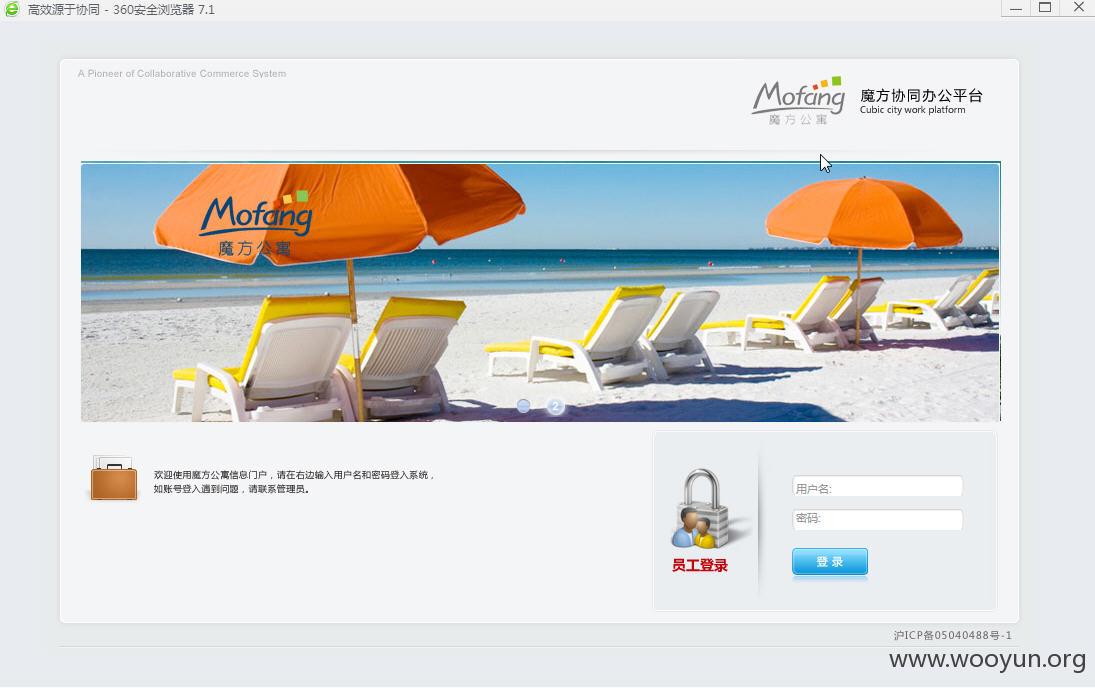 高效源于协同 - 360安全浏览器 7.1
A Pioneer of Collaborative Commerce System
Mofang
魔方公寓
魔方协同办公平台
Cubic city work platform
Mofang
魔方公寓
2
欢迎使用魔方公寓信息门户，请在右边输入用户名和密码登入系统，
如账号登入遇到问题，请联系管理员。
用户名:
密码:
登 录
员工登录
沪ICP备05040488号-1
www.wooyun.org